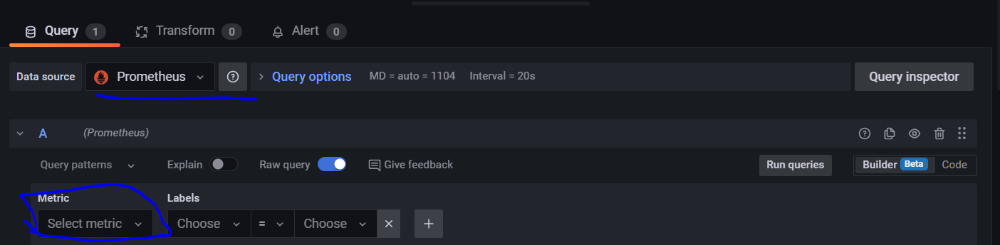 Query 1 Transform 0 Alert 0
Data source Prometheus Query options MD = auto = 1104 Interval = 20s Query inspector
A (Prometheus)
Query patterns Explain Raw query Give feedback Run queries Builder Beta Code
Metric Labels
Select metric Choose = Choose